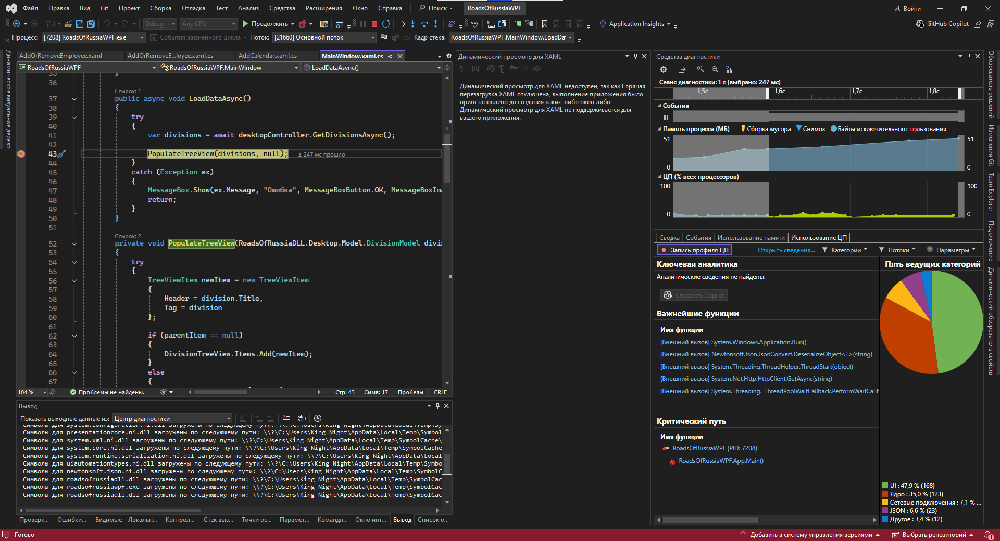 Файл Правка Вид Git Проект Сборка Отладка Тест Анализ Средства Расширения Окно Справка Поиск RoadsOfRussiaWPF Войти
Debug Any CPU Продолжить Application Insights GitHub Copilot
Процесс: [7208] RoadsOfRussiaWPF.exe События жизненного цикла Поток: [21660] Основной поток Кадр стека: RoadsOfRussiaWPF.MainWindow.LoadDat
Динамическое визуальное дерево
AddOrRemoveEmployee.xaml AddOrRemoveE...loyee.xaml.cs AddCalendar.xaml.cs MainWindow.xaml.cs
RoadsOfRussiaWPF RoadsOfRussiaWPF.MainWindow LoadDataAsync()
35 }
36
Ссылок: 1
37 public async void LoadDataAsync()
38 {
39 try
40 {
41 var divisions = await desktopController.GetDivisionsAsync();
42
43 PopulateTreeView(divisions, null); ≤ 247 мс прошло
44 }
45 catch (Exception ex)
46 {
47 MessageBox.Show(ex.Message, "Ошибка", MessageBoxButton.OK, MessageBoxIma
48 return;
49 }
50 }
51
Ссылок: 2
52 private void PopulateTreeView(RoadsOfRussiaDLL.Desktop.Model.DivisionModel divi
53 {
54 try
55 {
56 TreeViewItem newItem = new TreeViewItem
57 {
58 Header = division.Title,
59 Tag = division
60 };
61
62 if (parentItem == null)
63 {
64 DivisionTreeView.Items.Add(newItem);
65 }
66 else
67 {
104 % Проблемы не найдены. Стр: 43 Симв: 17 Пробелы CRLF
Вывод
Показать выходные данные из: Центр диагностики
Символы для system.configuration.ni.dll загружены по следующему пути: \\?\C:\Users\King Night\AppData\Local\Temp\Sy
Символы для presentationcore.ni.dll загружены по следующему пути: \\?\C:\Users\King Night\AppData\Local\Temp\Symbol
Символы для system.xml.ni.dll загружены по следующему пути: \\?\C:\Users\King Night\AppData\Local\Temp\SymbolCache\
Символы для system.core.ni.dll загружены по следующему пути: \\?\C:\Users\King Night\AppData\Local\Temp\SymbolCache
Символы для system.runtime.serialization.ni.dll загружены по следующему пути: \\?\C:\Users\King Night\AppData\Local
Символы для uiautomationtypes.ni.dll загружены по следующему пути: \\?\C:\Users\King Night\AppData\Local\Temp\Symbo
Символы для newtonsoft.json.ni.dll загружены по следующему пути: \\?\C:\Users\King Night\AppData\Local\Temp\SymbolC
Символы для roadsofrussiadll.dll загружены по следующему пути: \\?\C:\Users\King Night\AppData\Local\Temp\SymbolCac
Символы для roadsofrussiawpf.exe загружены по следующему пути: \\?\C:\Users\King Night\AppData\Local\Temp\SymbolCac
Символы для roadsofrussiadll.dll загружены по следующему пути: \\?\C:\Users\King Night\AppData\Local\Temp\SymbolCac
Проверк... Ошибки... Видимые Локальн... Контрол... Стек выз... Точки ос... Парамет... Командн... Окно инт... Вывод Список о...
Динамический просмотр для XAML
Динамический просмотр для XAML недоступен, так как Горячая
перезагрузка XAML отключена, выполнение приложения было
приостановлено до создания каких-либо окон либо
Динамический просмотр для XAML не поддерживается для
вашего приложения.
Средства диагностики
Сеанс диагностики: 1 с (выбрано: 247 мс)
1,5с 1,6с 1,7с 1,8с
События
Память процесса (МБ) Сборка мусора Снимок Байты исключительного пользования
51 51
0 0
ЦП (% всех процессоров)
100 100
0 0
Сводка События Использование памяти Использование ЦП
Запись профиля ЦП Открыть сведения... Категории Потоки Параметры
Ключевая аналитика
Аналитические сведения не найдены.
Спросить Copilot
Важнейшие функции
Имя функции
[Внешний вызов] System.Windows.Application.Run()
[Внешний вызов] Newtonsoft.Json.JsonConvert.DeserializeObject<T>(string)
[Внешний вызов] System.Threading.ThreadHelper.ThreadStart(object)
[Внешний вызов] System.Net.Http.HttpClient.GetAsync(string)
[Внешний вызов] System.Threading._ThreadPoolWaitCallback.PerformWaitCallb
Критический путь
Имя функции
RoadsOfRussiaWPF (PID: 7208)
RoadsOfRussiaWPF.App.Main()
Пять ведущих категорий
UI : 47,9 % (168)
Ядро : 35,0 % (123)
Сетевые подключения : 7,1 % ...
JSON : 6,6 % (23)
Другое : 3,4 % (12)
Обозреватель решений
Изменения Git
Team Explorer — Подключение
Динамический обозреватель свойств
Готово Добавить в систему управления версиями Выбрать репозиторий 1